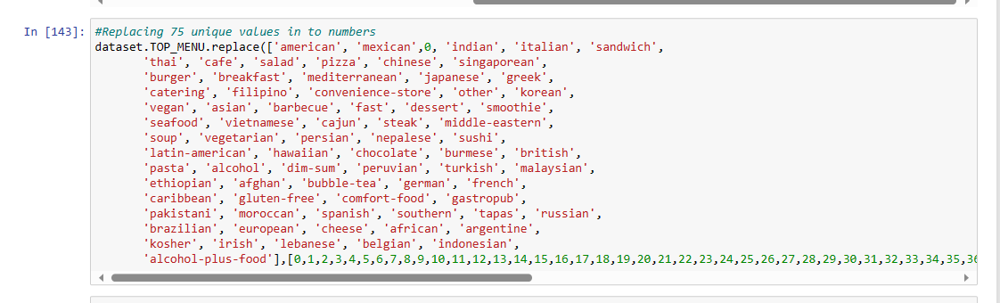 In [143]: #Replacing 75 unique values in to numbers
dataset.TOP_MENU.replace(['american', 'mexican',0, 'indian', 'italian', 'sandwich',
'thai', 'cafe', 'salad', 'pizza', 'chinese', 'singaporean',
'burger', 'breakfast', 'mediterranean', 'japanese', 'greek',
'catering', 'filipino', 'convenience-store', 'other', 'korean',
'vegan', 'asian', 'barbecue', 'fast', 'dessert', 'smoothie',
'seafood', 'vietnamese', 'cajun', 'steak', 'middle-eastern',
'soup', 'vegetarian', 'persian', 'nepalese', 'sushi',
'latin-american', 'hawaiian', 'chocolate', 'burmese', 'british',
'pasta', 'alcohol', 'dim-sum', 'peruvian', 'turkish', 'malaysian',
'ethiopian', 'afghan', 'bubble-tea', 'german', 'french',
'caribbean', 'gluten-free', 'comfort-food', 'gastropub',
'pakistani', 'moroccan', 'spanish', 'southern', 'tapas', 'russian',
'brazilian', 'european', 'cheese', 'african', 'argentine',
'kosher', 'irish', 'lebanese', 'belgian', 'indonesian',
'alcohol-plus-food'],[0,1,2,3,4,5,6,7,8,9,10,11,12,13,14,15,16,17,18,19,20,21,22,23,24,25,26,27,28,29,30,31,32,33,34,35,36